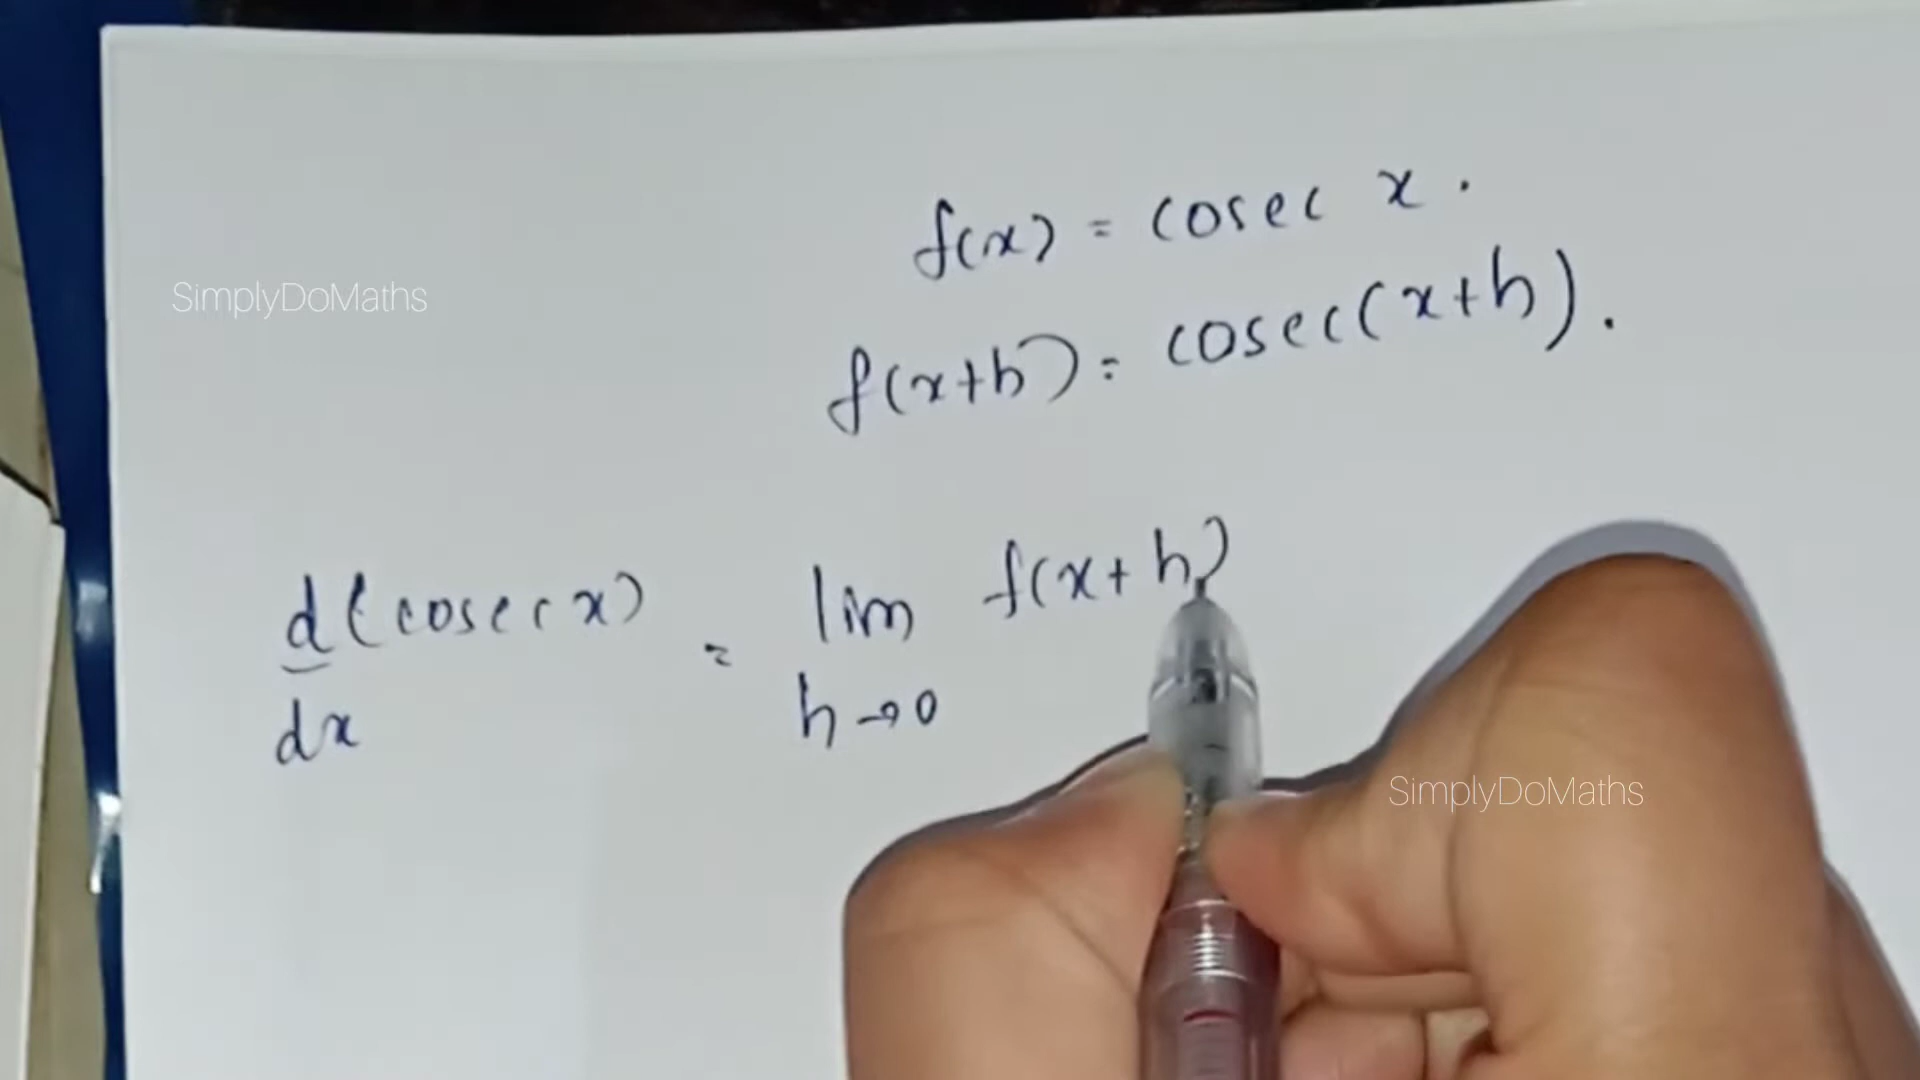 f(x) = cosec x .
SimplyDoMaths
f(x+h) = cosec(x+h) .
d(cosec x) = lim f(x+h)
dx h→0
SimplyDoMaths